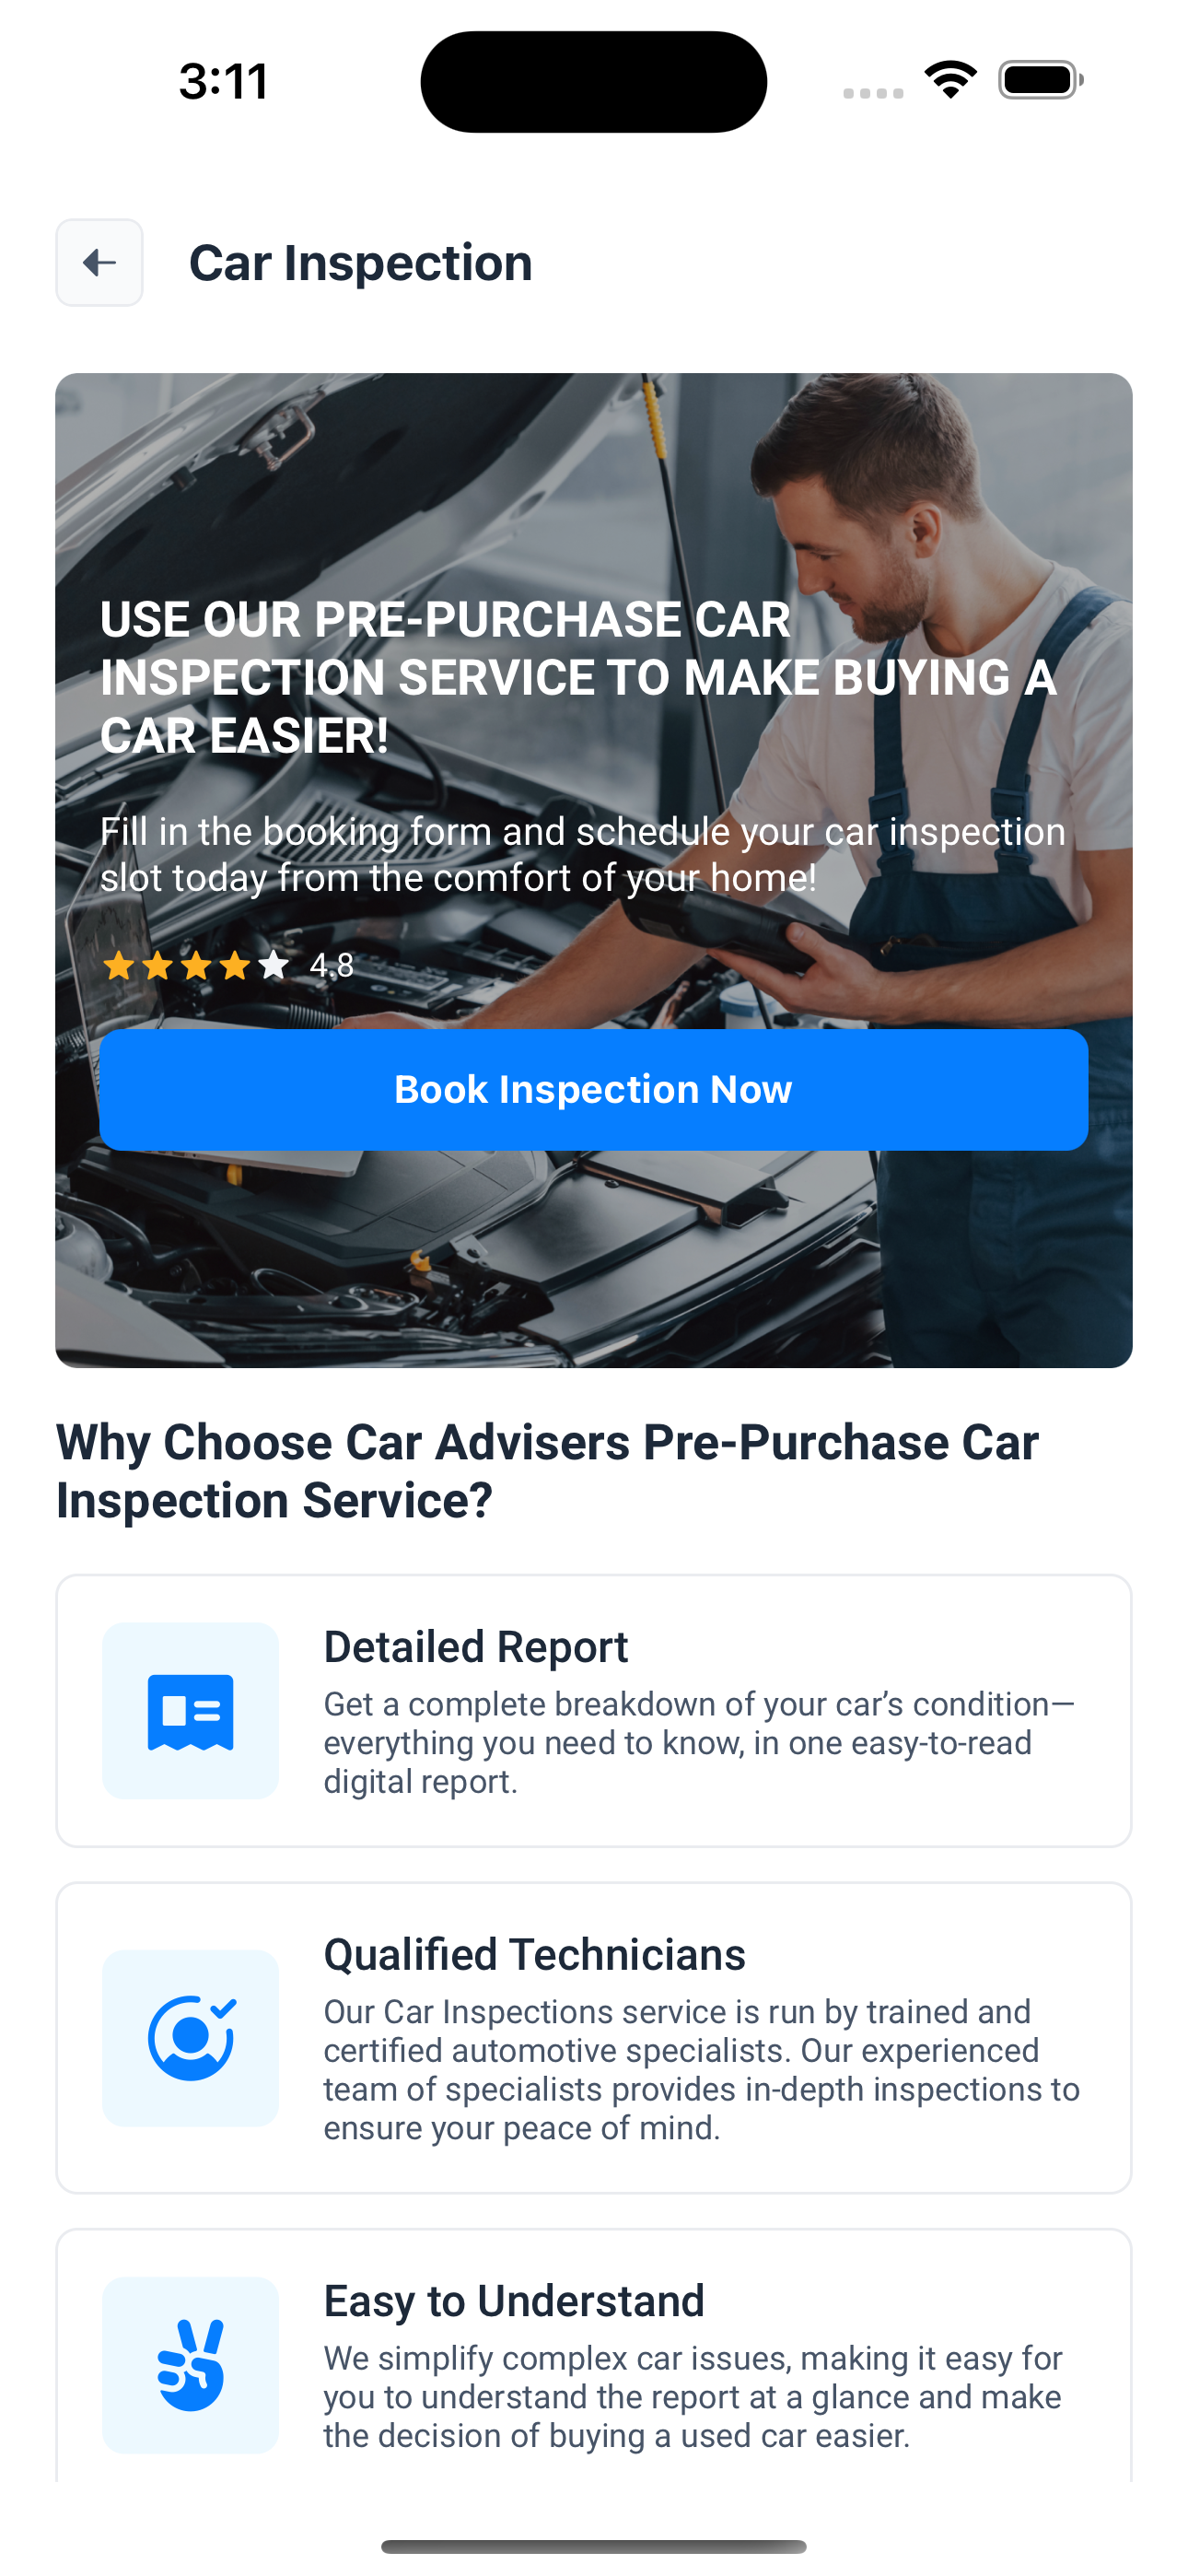 3:11
Car Inspection
USE OUR PRE-PURCHASE CAR
INSPECTION SERVICE TO MAKE BUYING A
CAR EASIER!
Fill in the booking form and schedule your car inspection
slot today from the comfort of your home!
4.8
Book Inspection Now
Why Choose Car Advisers Pre-Purchase Car
Inspection Service?
Detailed Report
Get a complete breakdown of your car’s condition—
everything you need to know, in one easy-to-read
digital report.
Qualified Technicians
Our Car Inspections service is run by trained and
certified automotive specialists. Our experienced
team of specialists provides in-depth inspections to
ensure your peace of mind.
Easy to Understand
We simplify complex car issues, making it easy for
you to understand the report at a glance and make
the decision of buying a used car easier.